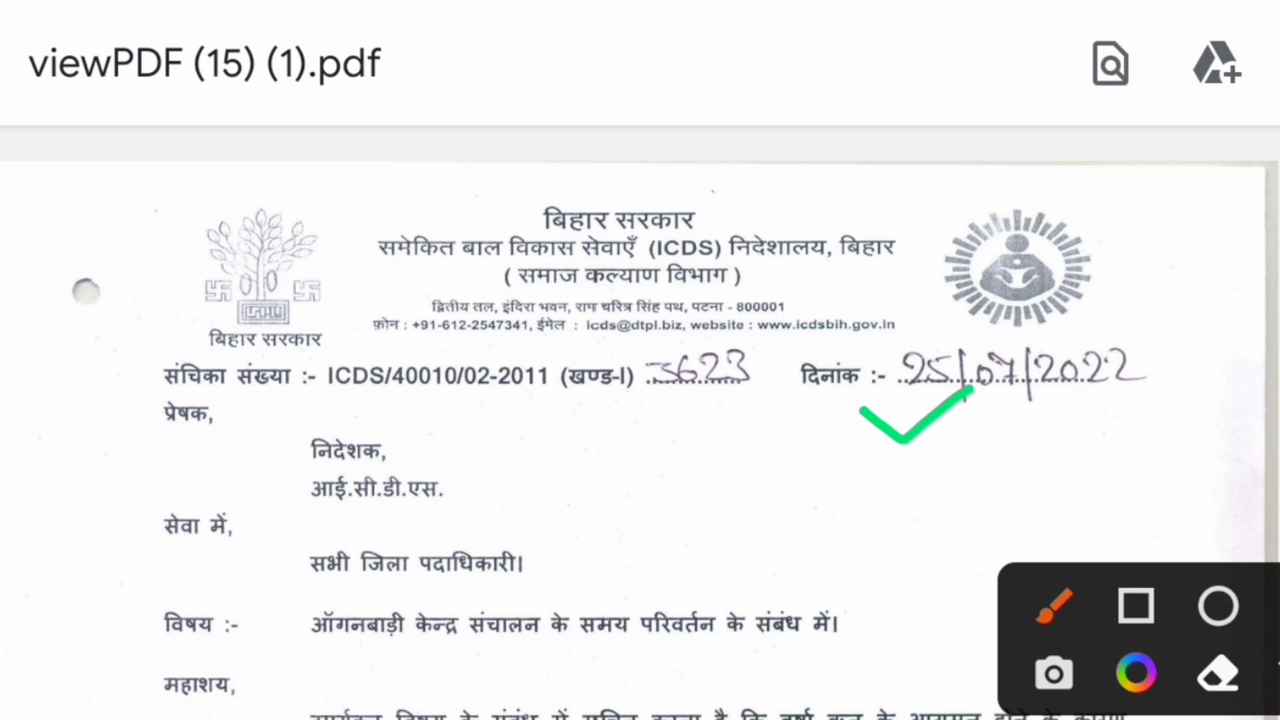 viewPDF (15) (1).pdf
बिहार सरकार
समेकित बाल विकास सेवाएँ (ICDS) निदेशालय, बिहार
( समाज कल्याण विभाग )
द्वितीय तल, इंदिरा भवन, राम चरित्र सिंह पथ, पटना - 800001
फ़ोन : +91-612-2547341, ईमेल : icds@dtpl.biz, website : www.icdsbih.gov.in
बिहार सरकार
संचिका संख्या :- ICDS/40010/02-2011 (खण्ड-I) 3623 दिनांक :- 25/07/2022
प्रेषक,
निदेशक,
आई.सी.डी.एस.
सेवा में,
सभी जिला पदाधिकारी।
विषय :- ऑगनबाड़ी केन्द्र संचालन के समय परिवर्तन के संबंध में।
महाशय,